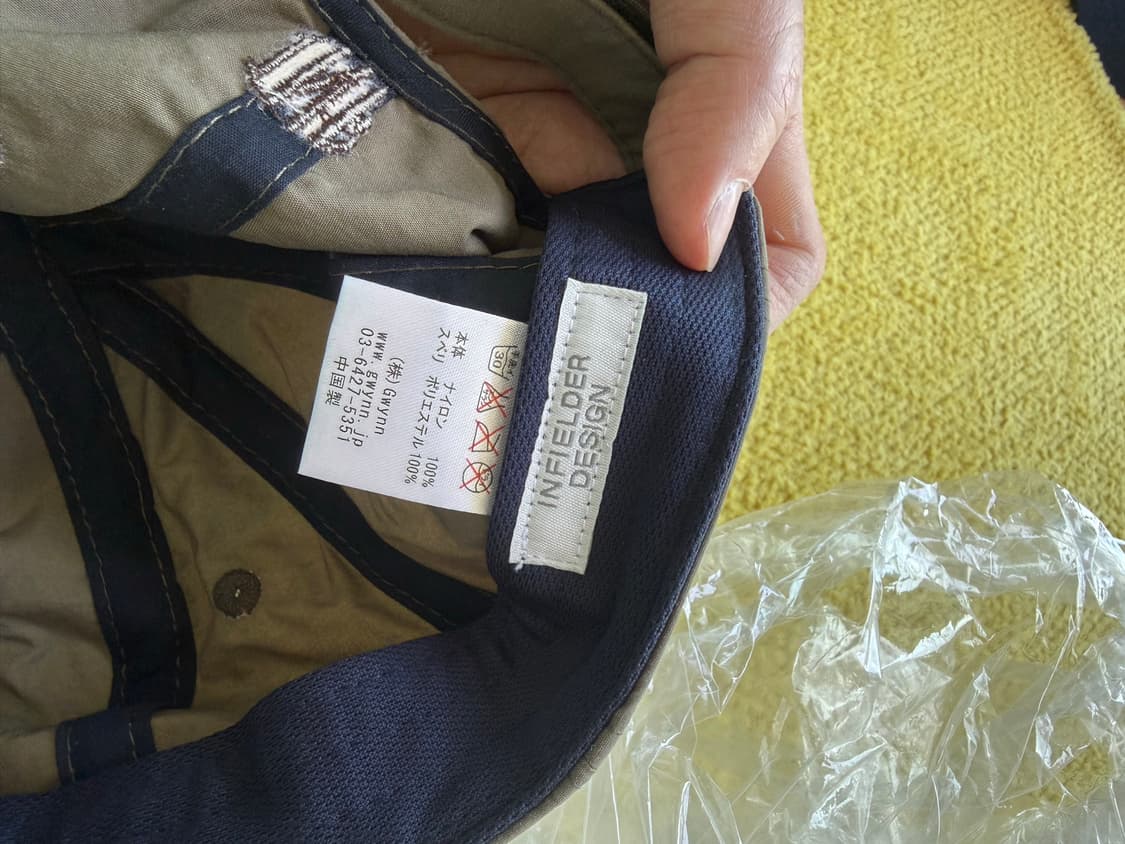 本体 ナイロン 100%
スベリ ポリエステル 100%
(株) Gwynn
www.gwynn.jp
03-6427-5351
中国製
INFIELDER
DESIGN